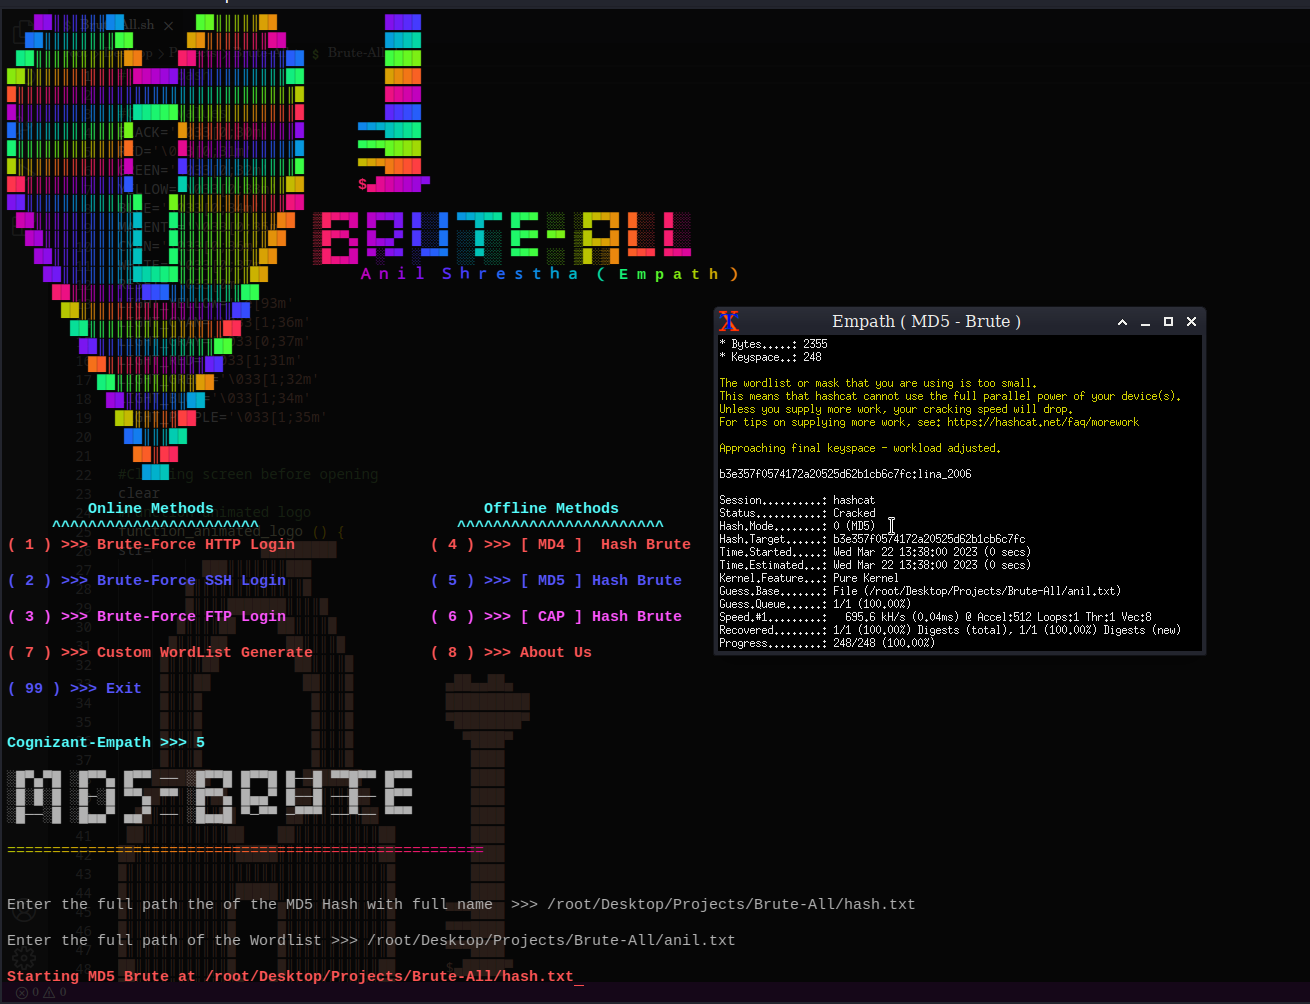 BRUTE-ALL
Anil Shrestha ( Empath )
Online Methods
^^^^^^^^^^^^^^^^^^^^^^^
( 1 ) >>> Brute-Force HTTP Login
( 2 ) >>> Brute-Force SSH Login
( 3 ) >>> Brute-Force FTP Login
( 7 ) >>> Custom WordList Generate
( 99 ) >>> Exit
Offline Methods
^^^^^^^^^^^^^^^^^^^^^^^
( 4 ) >>> [ MD4 ]  Hash Brute
( 5 ) >>> [ MD5 ] Hash Brute
( 6 ) >>> [ CAP ] Hash Brute
( 8 ) >>> About Us
Cognizant-Empath >>> 5
MD5-BRUTE
=====================================================
Enter the full path the of the MD5 Hash with full name  >>> /root/Desktop/Projects/Brute-All/hash.txt
Enter the full path of the Wordlist >>> /root/Desktop/Projects/Brute-All/anil.txt
Starting MD5 Brute at /root/Desktop/Projects/Brute-All/hash.txt_
Empath ( MD5 - Brute )
* Bytes.....: 2355
* Keyspace..: 248
The wordlist or mask that you are using is too small.
This means that hashcat cannot use the full parallel power of your device(s).
Unless you supply more work, your cracking speed will drop.
For tips on supplying more work, see: https://hashcat.net/faq/morework
Approaching final keyspace - workload adjusted.
b3e357f0574172a20525d62b1cb6c7fc:lina_2006
Session..........: hashcat
Status...........: Cracked
Hash.Mode........: 0 (MD5)
Hash.Target......: b3e357f0574172a20525d62b1cb6c7fc
Time.Started.....: Wed Mar 22 13:38:00 2023 (0 secs)
Time.Estimated...: Wed Mar 22 13:38:00 2023 (0 secs)
Kernel.Feature...: Pure Kernel
Guess.Base.......: File (/root/Desktop/Projects/Brute-All/anil.txt)
Guess.Queue......: 1/1 (100.00%)
Speed.#1.........:   695.6 kH/s (0.04ms) @ Accel:512 Loops:1 Thr:1 Vec:8
Recovered........: 1/1 (100.00%) Digests (total), 1/1 (100.00%) Digests (new)
Progress.........: 248/248 (100.00%)